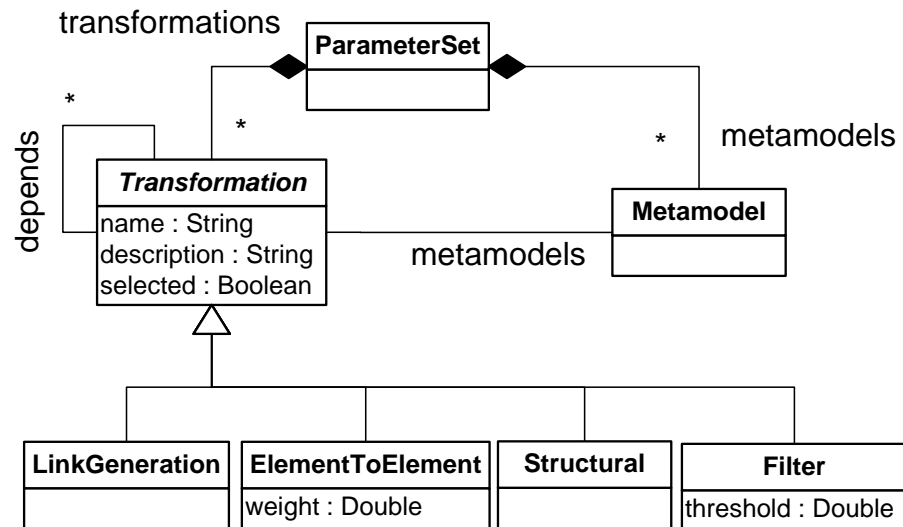 transformations
ParameterSet
*
*
*
metamodels
depends
Transformation
name : String
description : String
selected : Boolean
metamodels
Metamodel
LinkGeneration
ElementToElement
weight : Double
Structural
Filter
threshold : Double